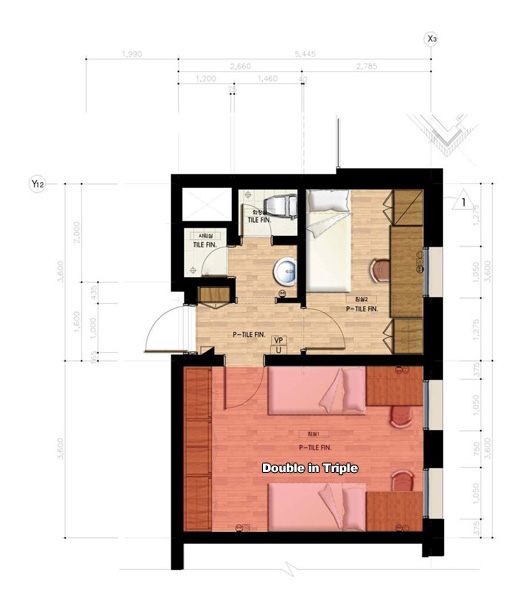 X3
1,990
5,445
2,660
2,785
1,200
1,460
40
75
Y12
1
화장실
TILE FIN.
샤워실
TILE FIN.
2,000
1,275
3,600
1,050
3,600
430
침실2
P-TILE FIN.
1,600
1,000
P-TILE FIN.
VP
U
1,275
375
1,050
침실1
P-TILE FIN.
3,600
750
3,600
Double in Triple
1,050
375